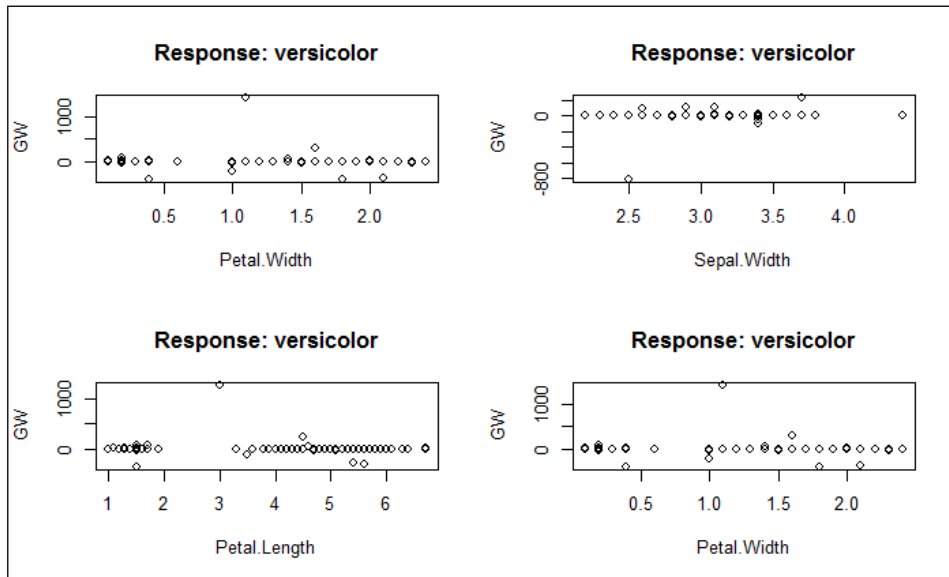 Response: versicolor
GW
1000
0
0.5 1.0 1.5 2.0
Petal.Width
Response: versicolor
GW
0
-800
2.5 3.0 3.5 4.0
Sepal.Width
Response: versicolor
GW
1000
0
1 2 3 4 5 6
Petal.Length
Response: versicolor
GW
1000
0
0.5 1.0 1.5 2.0
Petal.Width